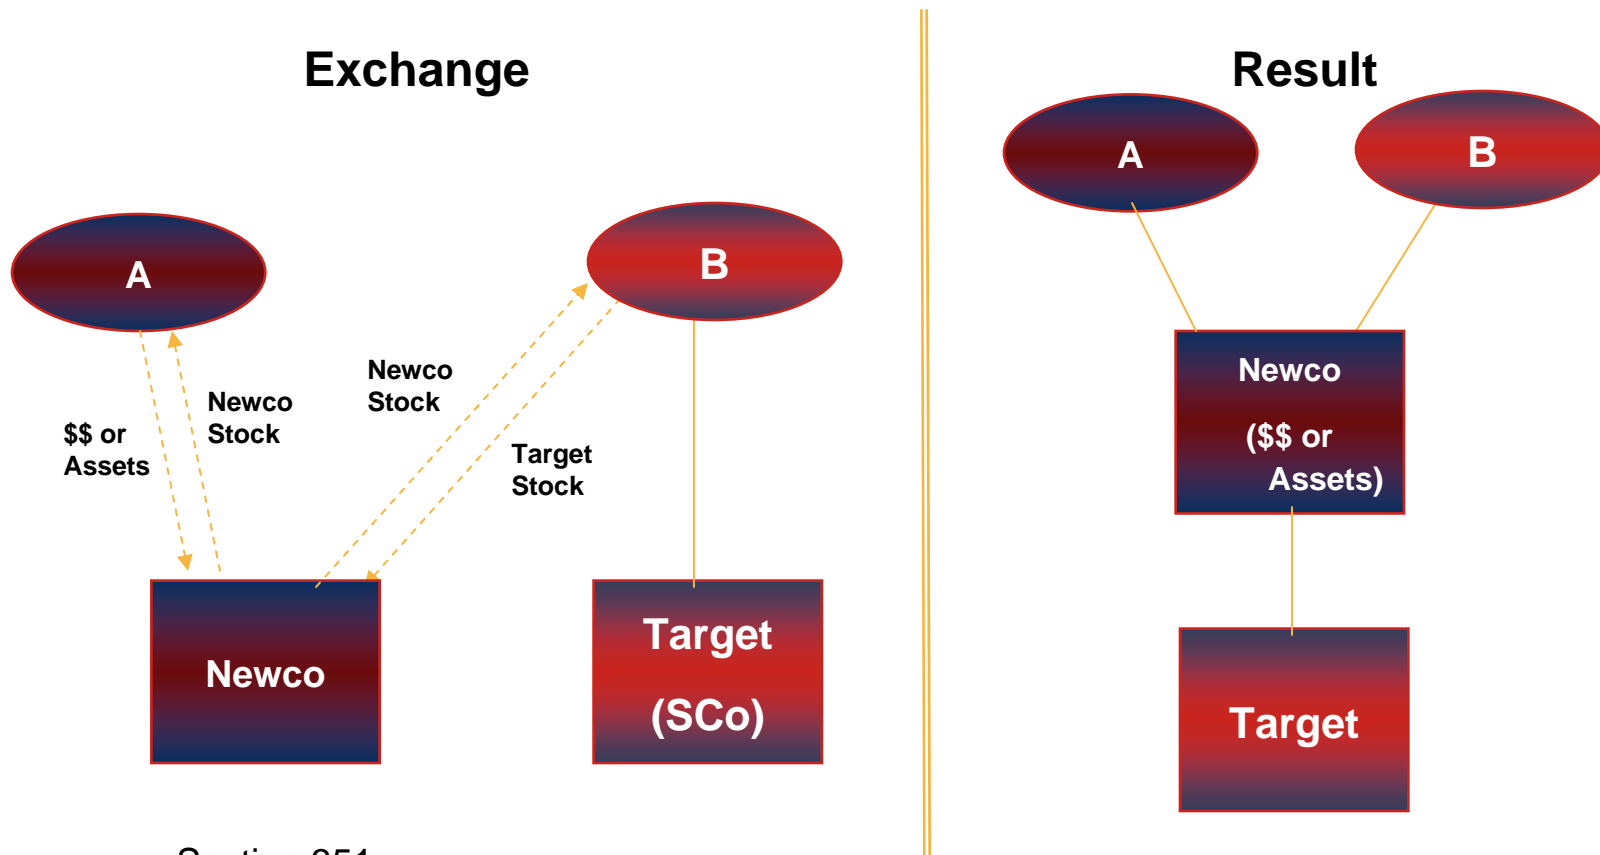 Exchange
A
B
Newco
Stock
Newco
Stock
$$ or
Assets
Target
Stock
Newco
Target
(SCo)
Result
A
B
Newco
($$ or
Assets)
Target